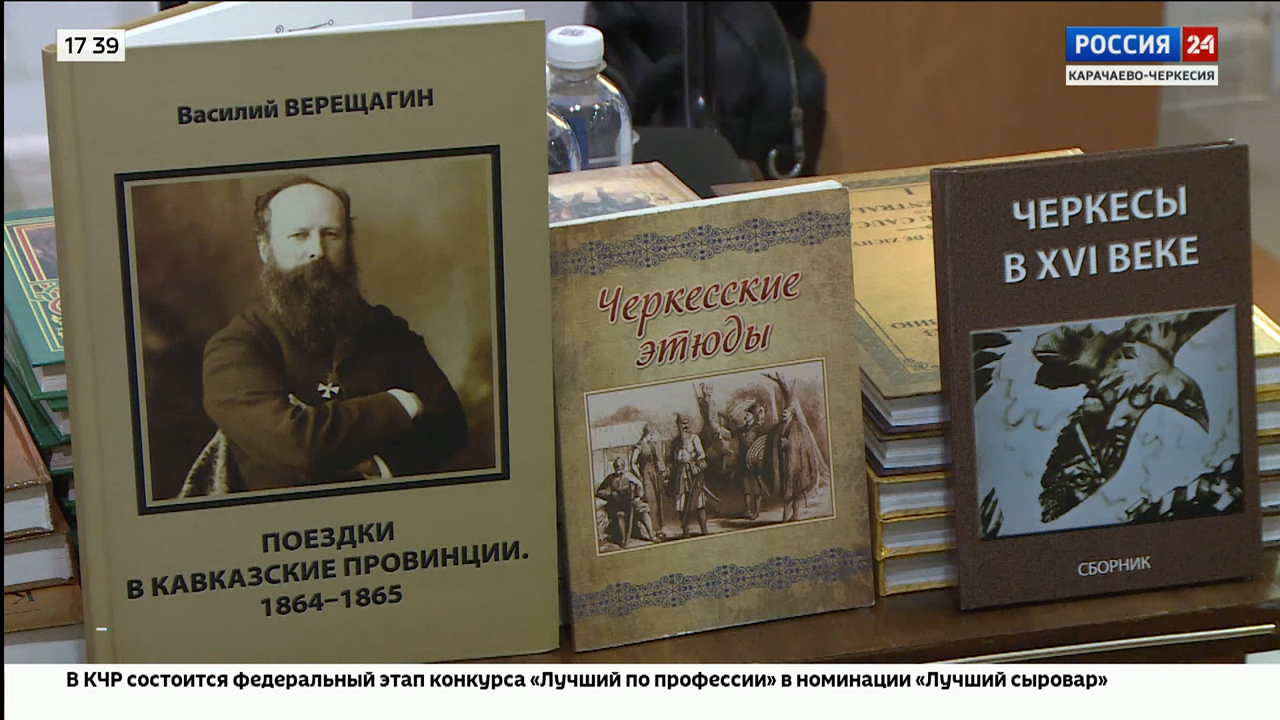 17 39
РОССИЯ 24
КАРАЧАЕВО-ЧЕРКЕСИЯ
Василий ВЕРЕЩАГИН
ПОЕЗДКИ
В КАВКАЗСКИЕ ПРОВИНЦИИ.
1864–1865
Черкесские
этюды
ЧЕРКЕСЫ
В XVI ВЕКЕ
СБОРНИК
В КЧР состоится федеральный этап конкурса «Лучший по профессии» в номинации «Лучший сыровар»